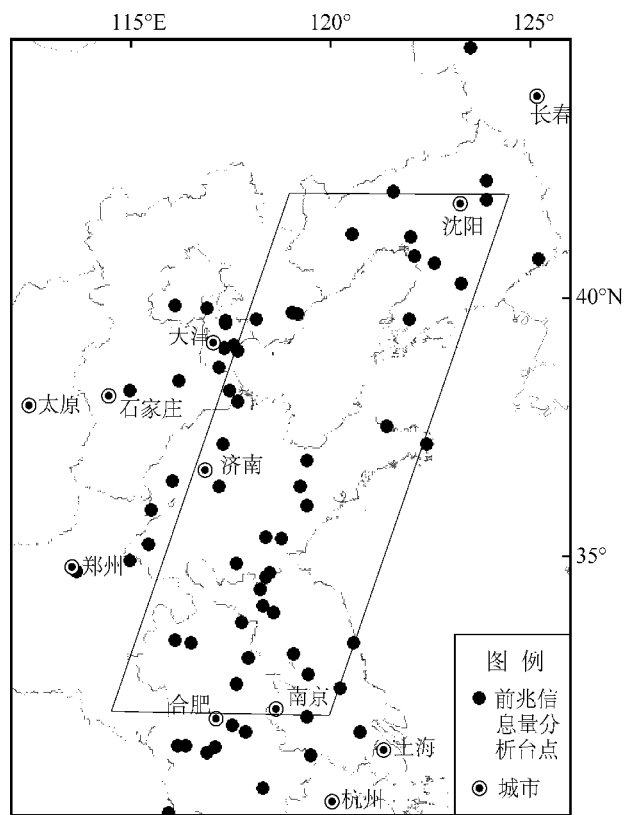 115°E
120°
125°
长春
沈阳
40°N
天津
石家庄
太原
济南
35°
郑州
图 例
前兆信
息量分
析台点
城市
合肥
南京
上海
杭州